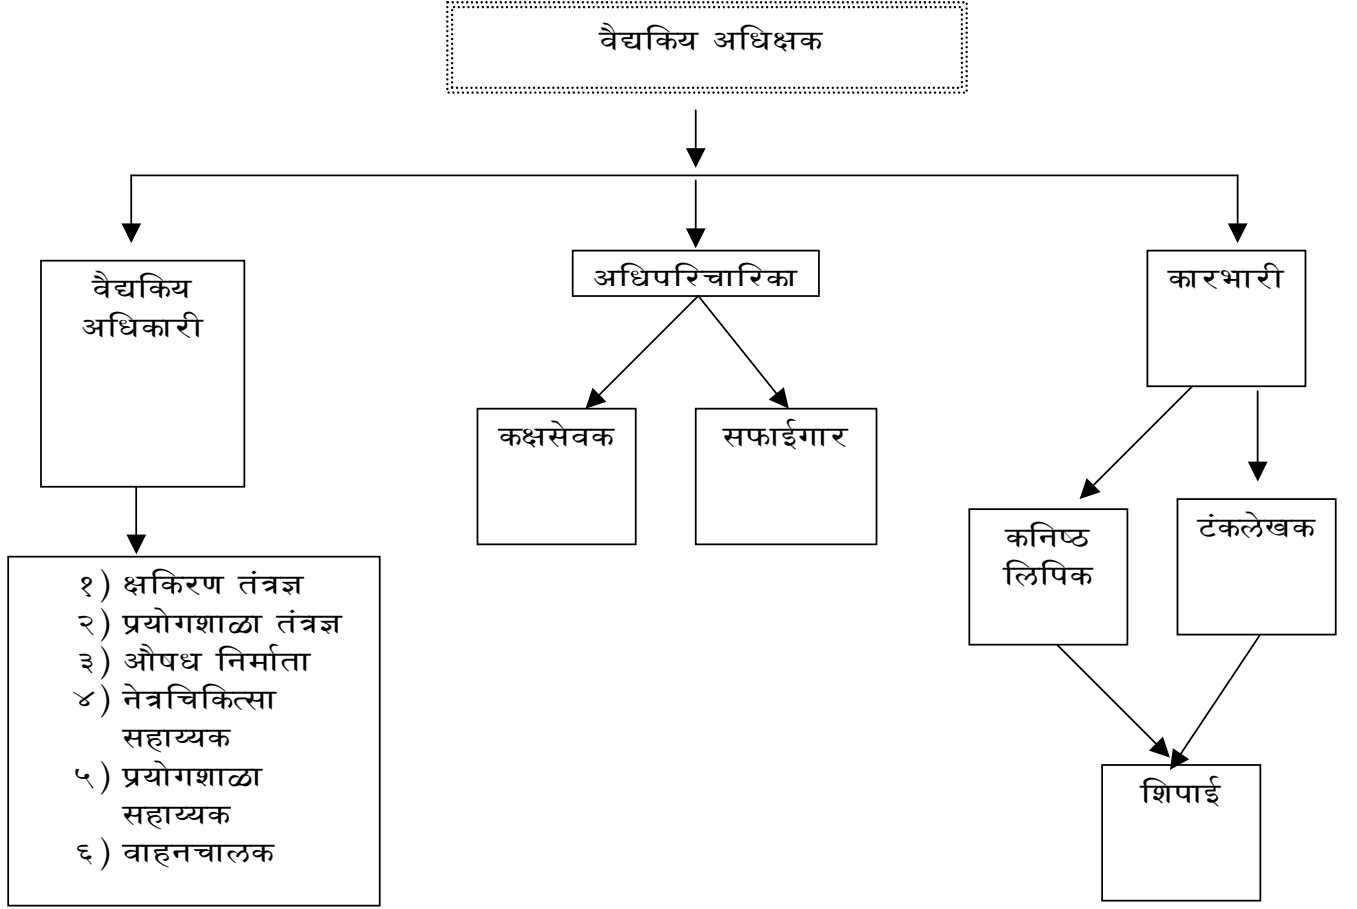 वैद्यकिय अधिक्षक
वैद्यकिय
अधिकारी
अधिपरिचारिका
कारभारी
कक्षसेवक
सफाईगार
कनिष्ठ
लिपिक
टंकलेखक
१) क्षकिरण तंत्रज्ञ
२) प्रयोगशाळा तंत्रज्ञ
३) औषध निर्माता
४) नेत्रचिकित्सा
सहाय्यक
५) प्रयोगशाळा
सहाय्यक
६) वाहनचालक
शिपाई